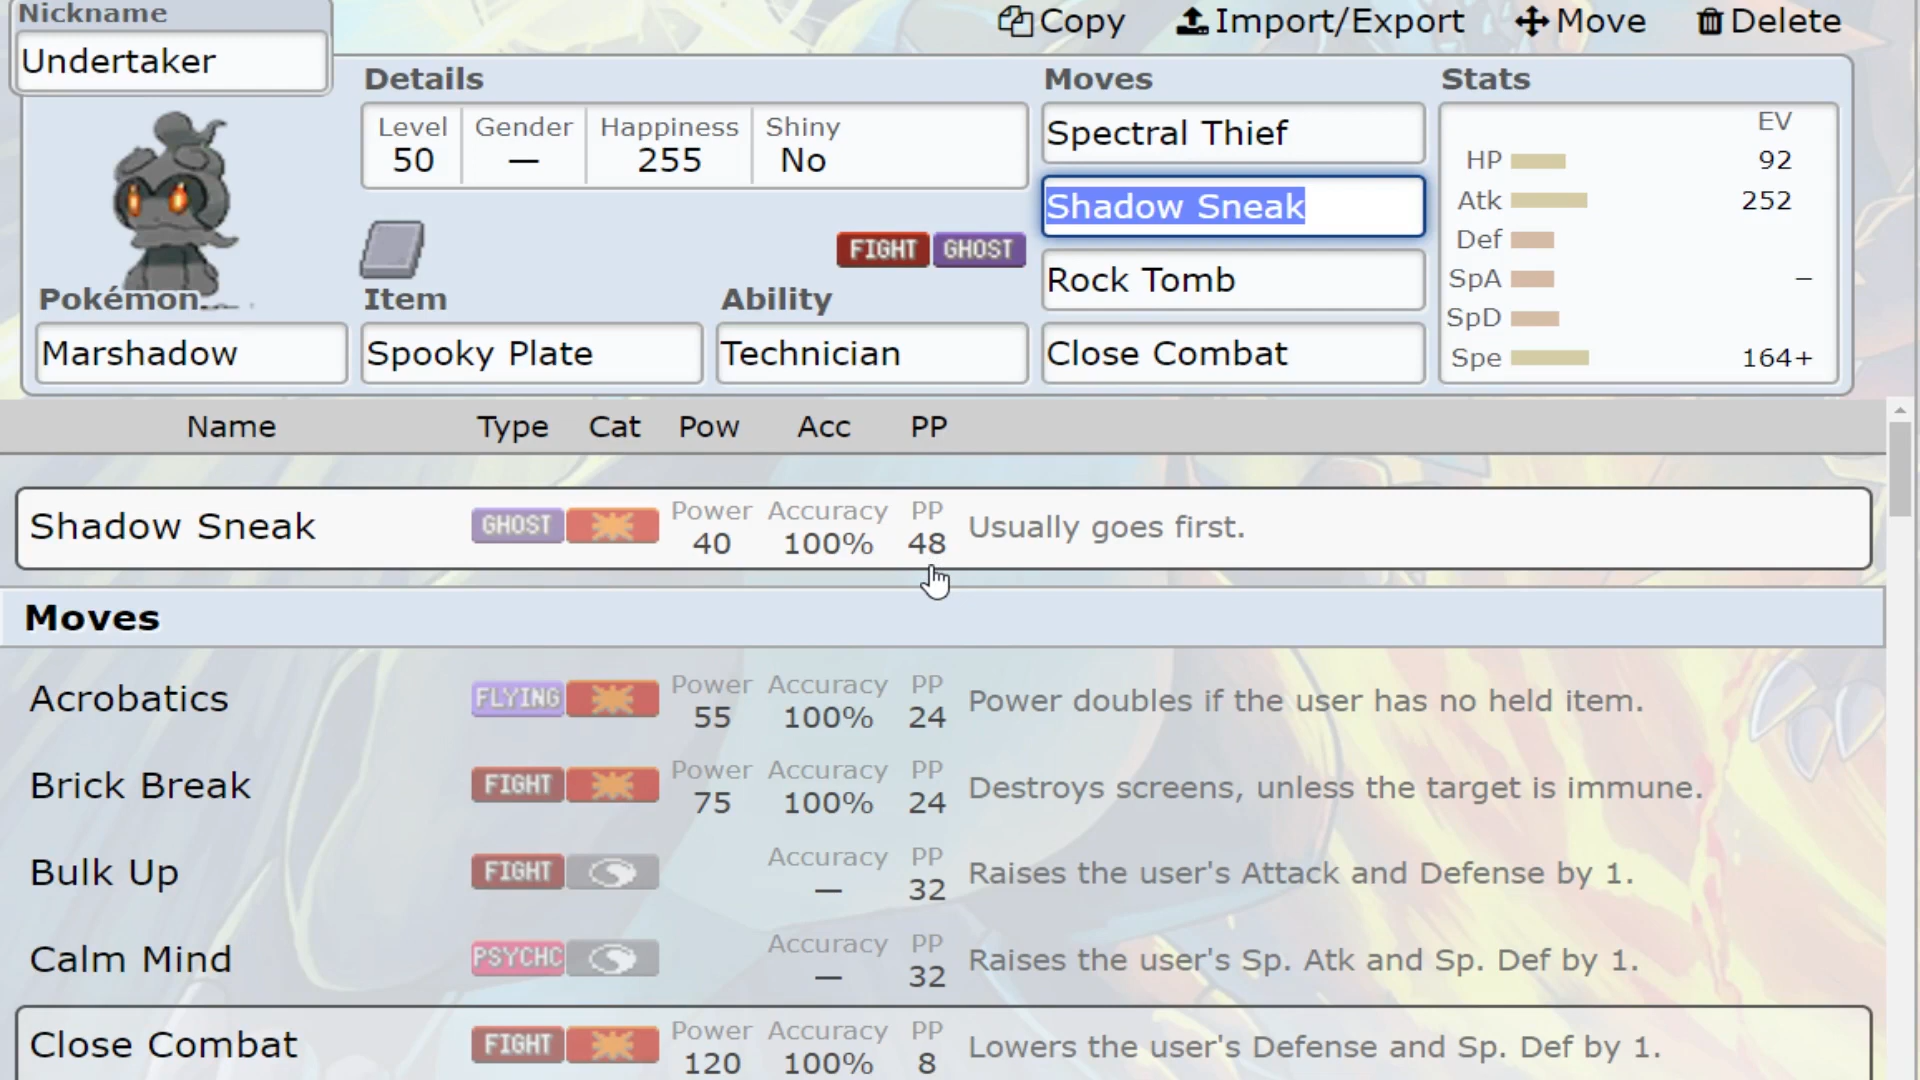 Nickname
Undertaker
Copy Import/Export Move Delete
Details
Level Gender Happiness Shiny
50 — 255 No
FIGHT GHOST
Pokémon Item Ability
Marshadow Spooky Plate Technician
Moves
Spectral Thief
Shadow Sneak
Rock Tomb
Close Combat
Stats
EV
HP 92
Atk 252
Def
SpA –
SpD
Spe 164+
Name Type Cat Pow Acc PP
Shadow Sneak GHOST Power 40 Accuracy 100% PP 48 Usually goes first.
Moves
Acrobatics FLYING Power 55 Accuracy 100% PP 24 Power doubles if the user has no held item.
Brick Break FIGHT Power 75 Accuracy 100% PP 24 Destroys screens, unless the target is immune.
Bulk Up FIGHT Accuracy — PP 32 Raises the user's Attack and Defense by 1.
Calm Mind PSYCHC Accuracy — PP 32 Raises the user's Sp. Atk and Sp. Def by 1.
Close Combat FIGHT Power 120 Accuracy 100% PP 8 Lowers the user's Defense and Sp. Def by 1.